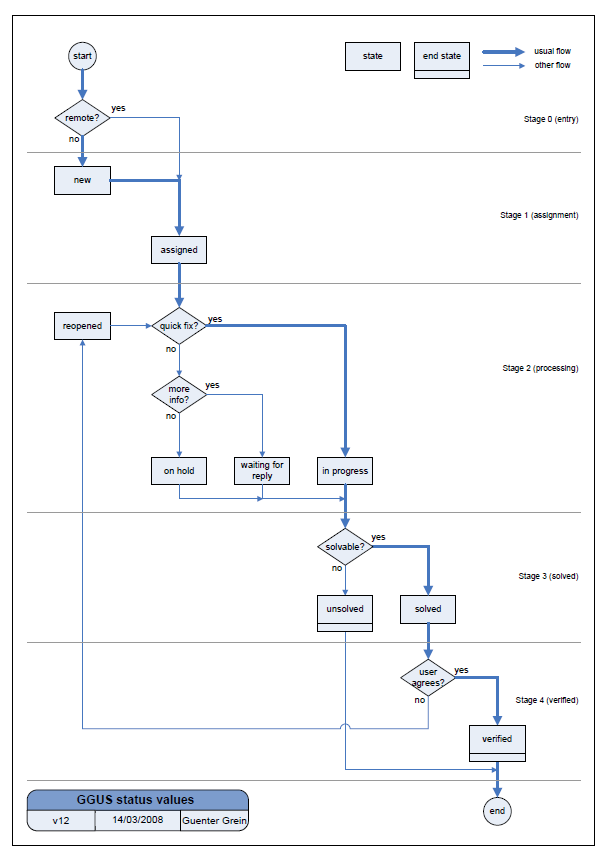 start
state
end state
usual flow
other flow
remote?
yes
no
Stage 0 (entry)
new
Stage 1 (assignment)
assigned
reopened
quick fix?
yes
no
Stage 2 (processing)
more
info?
yes
no
on hold
waiting for
reply
in progress
solvable?
yes
no
Stage 3 (solved)
unsolved
solved
user
agrees?
yes
no
Stage 4 (verified)
verified
GGUS status values
v12
14/03/2008
Guenter Grein
end